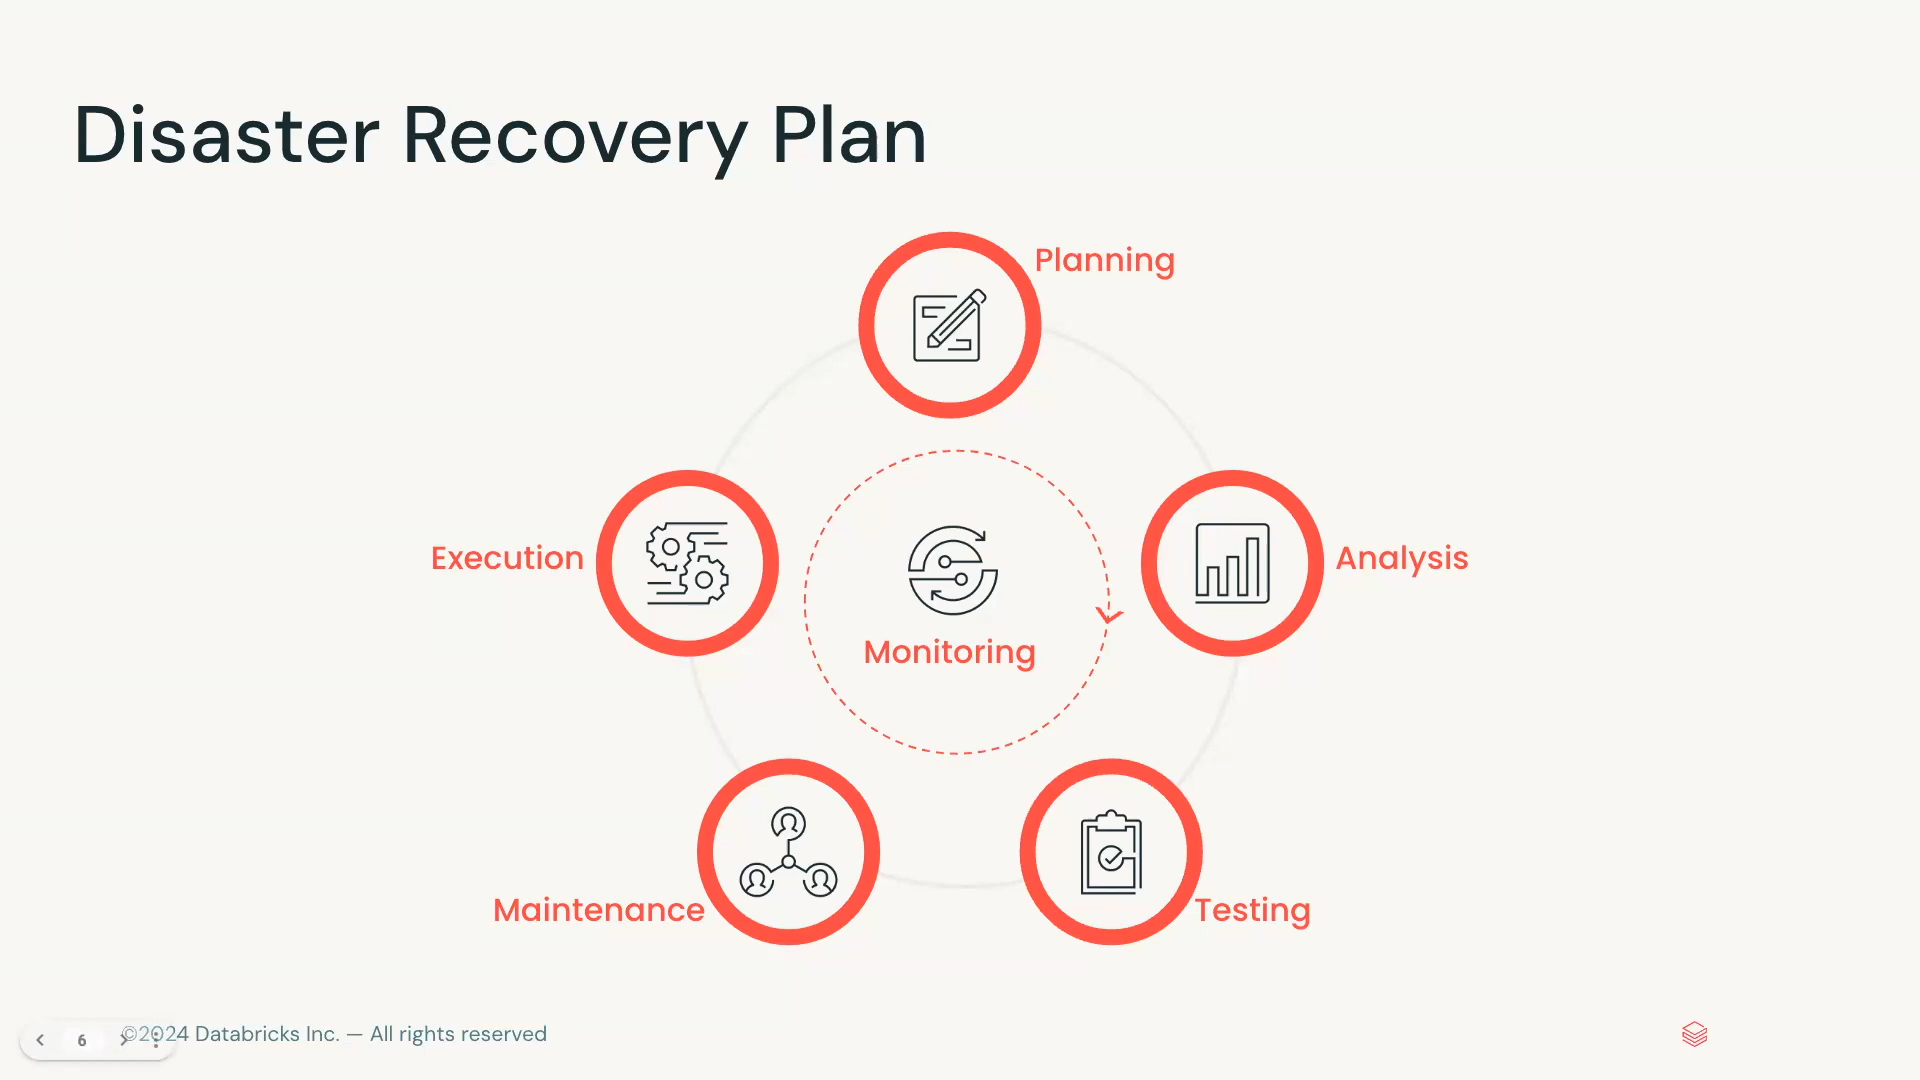 Disaster Recovery Plan
Planning
Execution
Analysis
Monitoring
Maintenance
Testing
6
©2024 Databricks Inc. — All rights reserved